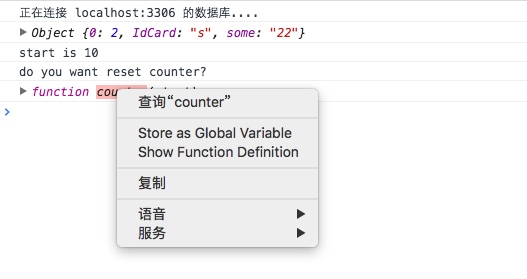 正在连接 localhost:3306 的数据库....
▶ Object {0: 2, IdCard: "s", some: "22"}
start is 10
do you want reset counter?
▶ function
查询“counter”
Store as Global Variable
Show Function Definition
复制
语音 ▶
服务 ▶